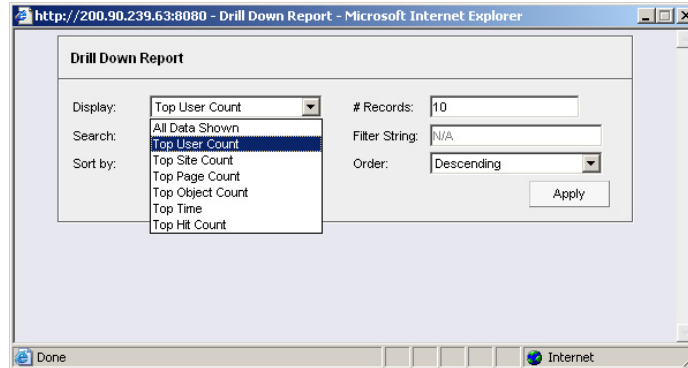 http://200.90.239.63:8080 - Drill Down Report - Microsoft Internet Explorer
Drill Down Report
Display: Top User Count # Records: 10
All Data Shown
Search: Top User Count Filter String: N/A
Top Site Count
Sort by: Order: Descending
Top Page Count
Top Object Count
Top Time
Top Hit Count
Apply
Done Internet